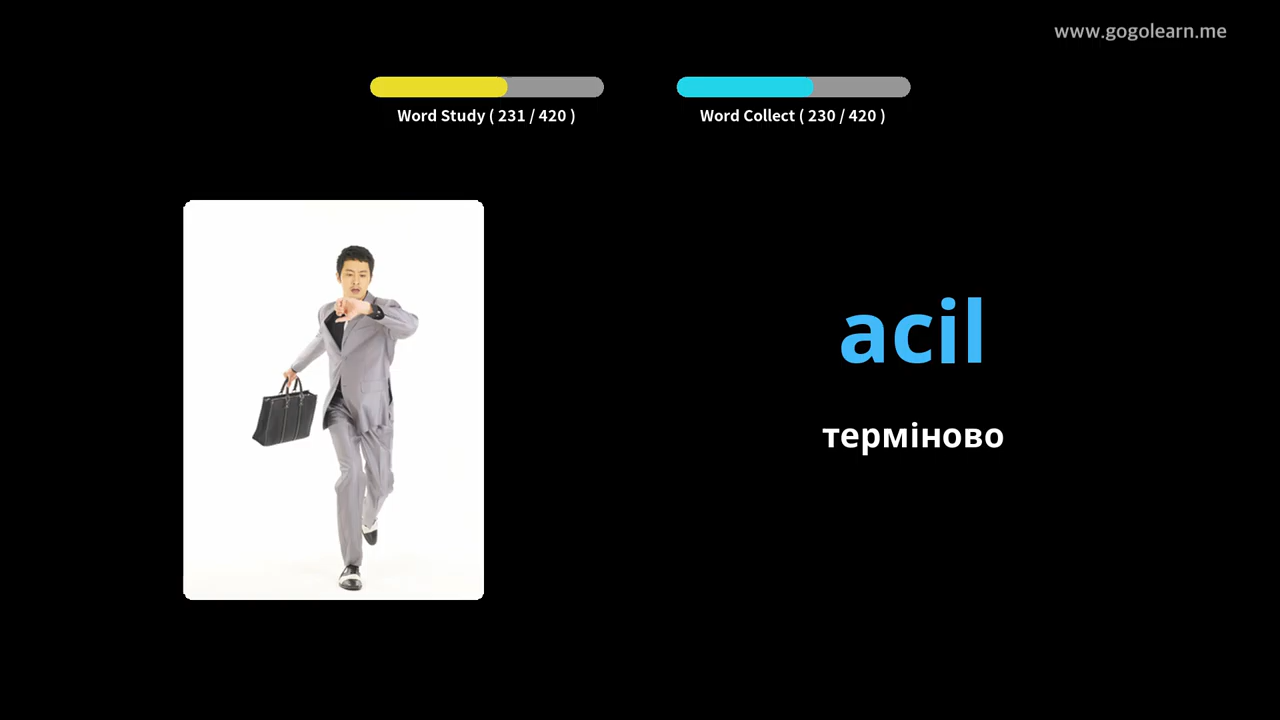 www.gogolearn.me
Word Study ( 231 / 420 )
Word Collect ( 230 / 420 )
acil
терміново